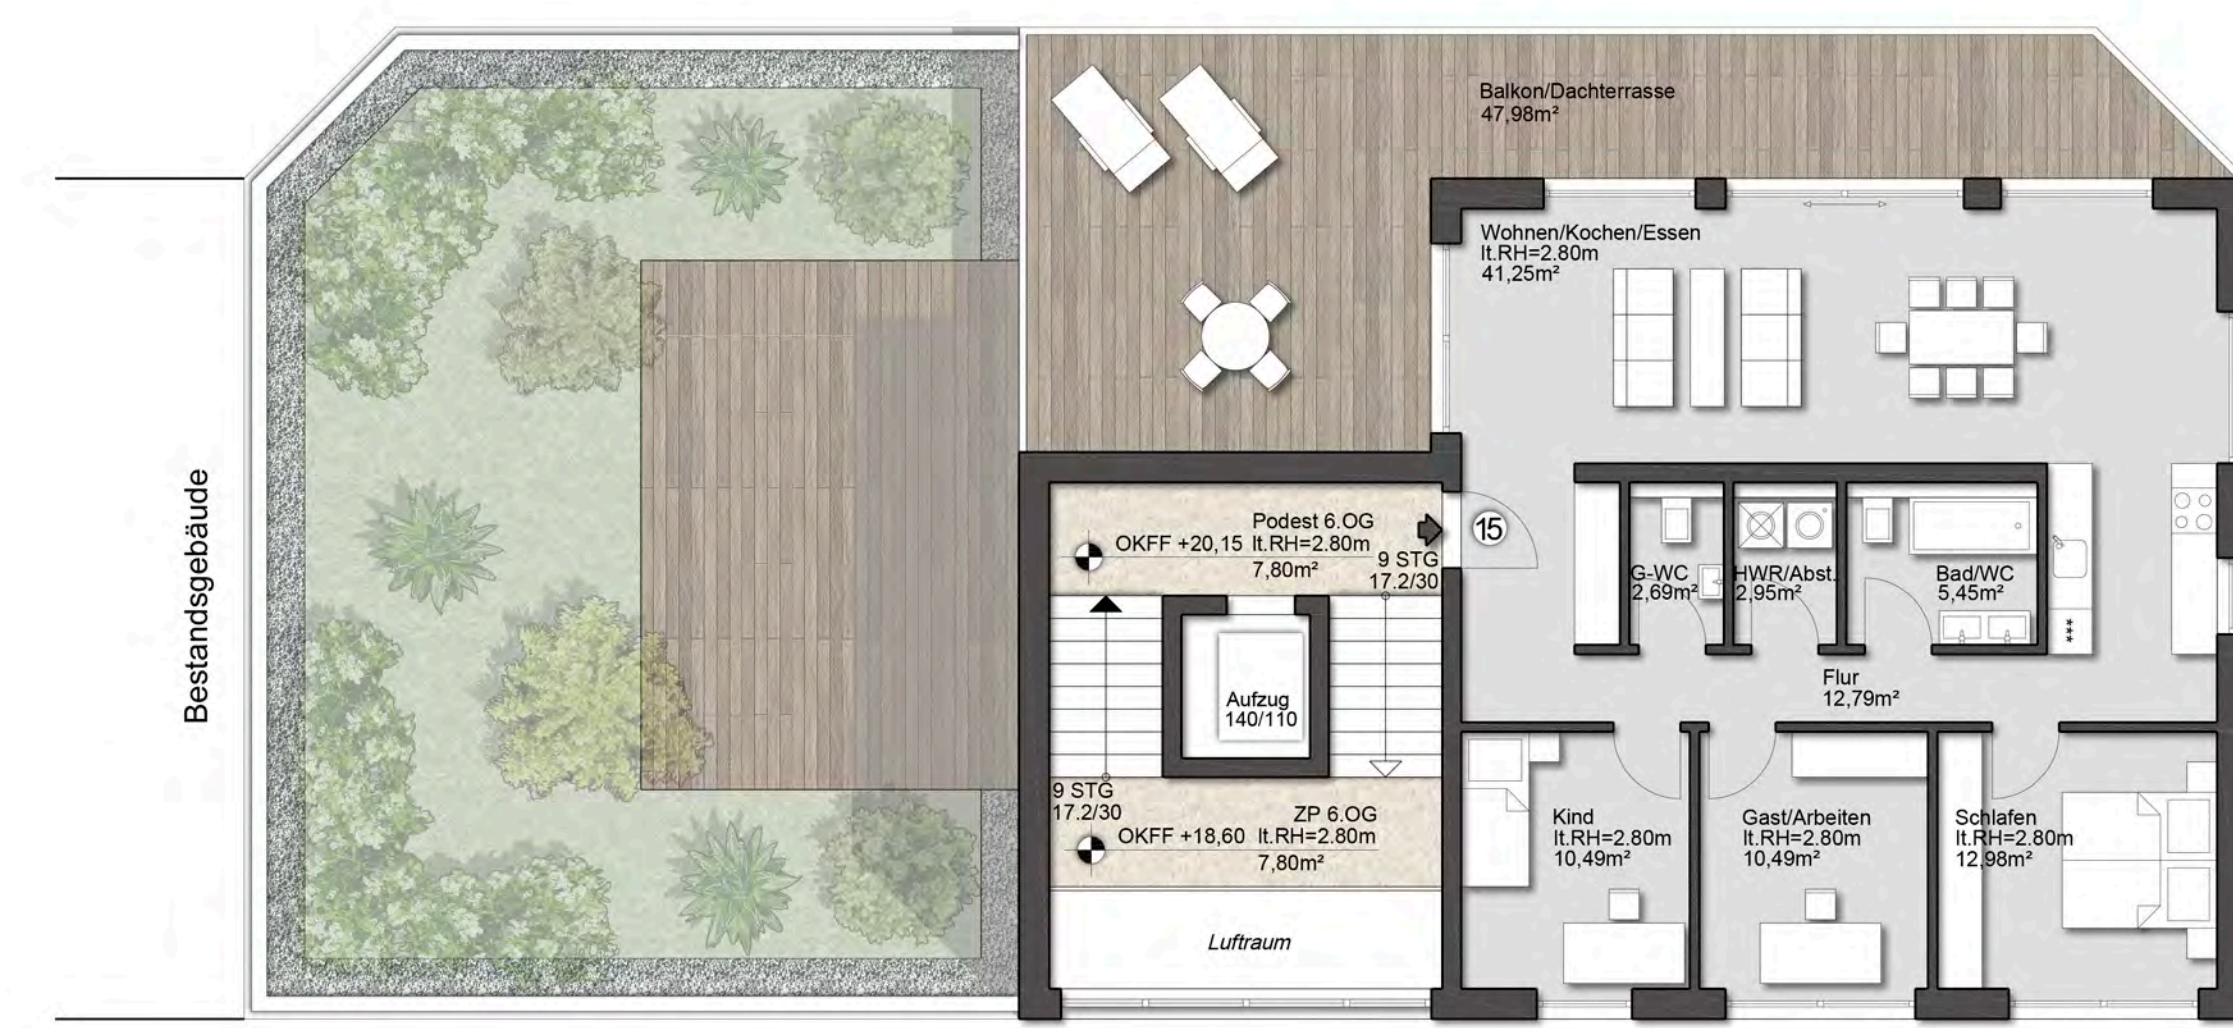 Balkon/Dachterrasse
47,98m²
Wohnen/Kochen/Essen
lt.RH=2.80m
41,25m²
Bestandsgebäude
Podest 6.OG
OKFF +20,15 lt.RH=2.80m
7,80m²
9 STG
17.2/30
15
G-WC
2,69m²
HWR/Abst.
2,95m²
Bad/WC
5,45m²
***
Flur
12,79m²
Aufzug
140/110
9 STG
17.2/30
ZP 6.OG
OKFF +18,60 lt.RH=2.80m
7,80m²
Luftraum
Kind
lt.RH=2.80m
10,49m²
Gast/Arbeiten
lt.RH=2.80m
10,49m²
Schlafen
lt.RH=2.80m
12,98m²